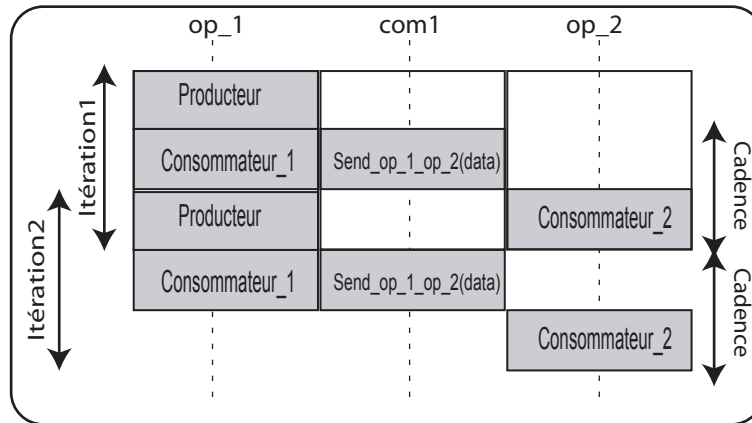 op_1 com1 op_2
Itération1
Producteur
Consommateur_1 Send_op_1_op_2(data)
Cadence
Itération2
Producteur Consommateur_2
Consommateur_1 Send_op_1_op_2(data)
Cadence
Consommateur_2